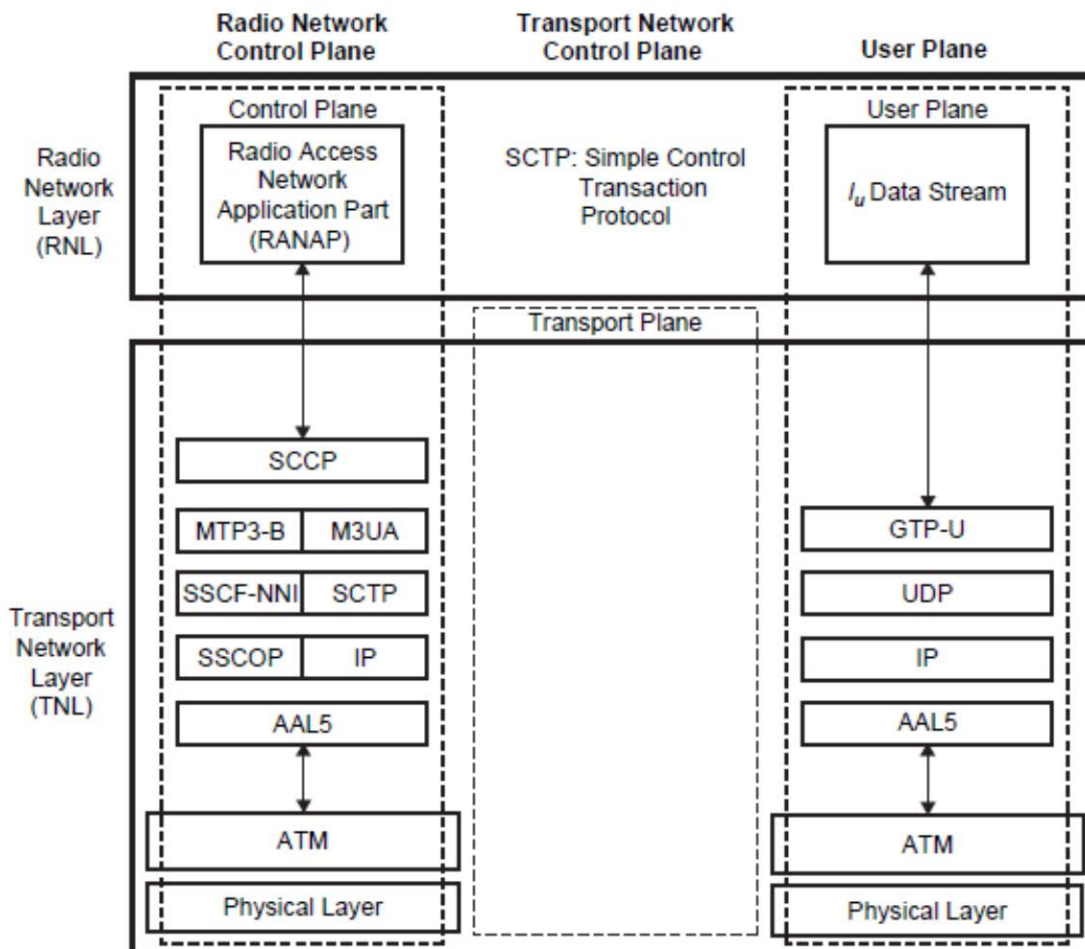 Radio Network
Control Plane
Transport Network
Control Plane
User Plane
Radio
Network
Layer
(RNL)
Control Plane
Radio Access
Network
Application Part
(RANAP)
SCTP: Simple Control
Transaction
Protocol
User Plane
Iu Data Stream
Transport Plane
Transport
Network
Layer
(TNL)
SCCP
MTP3-B M3UA
SSCF-NNI SCTP
SSCOP IP
AAL5
ATM
Physical Layer
GTP-U
UDP
IP
AAL5
ATM
Physical Layer